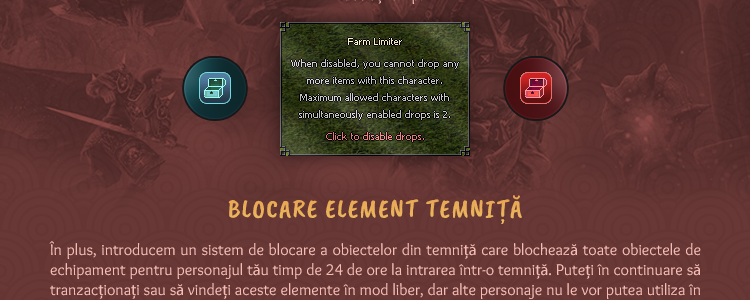 Farm Limiter
When disabled, you cannot drop any
more items with this character.
Maximum allowed characters with
simultaneously enabled drops is 2.
Click to disable drops.
BLOCARE ELEMENT TEMNIȚĂ
În plus, introducem un sistem de blocare a obiectelor din temniță care blochează toate obiectele de
echipament pentru personajul tău timp de 24 de ore la intrarea într-o temniță. Puteți în continuare să
tranzacționați sau să vindeți aceste elemente în mod liber, dar alte personaje nu le vor putea utiliza în